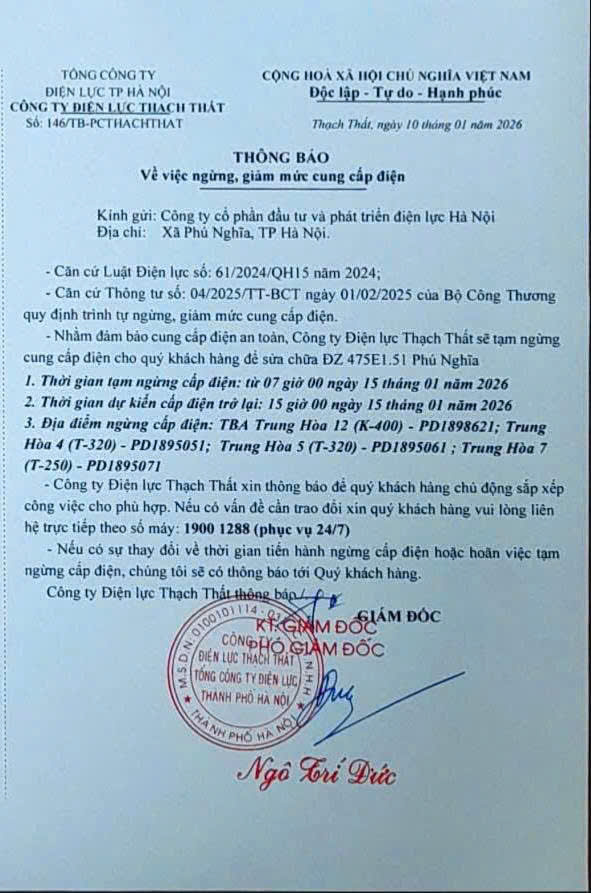 TỔNG CÔNG TY
ĐIỆN LỰC TP HÀ NỘI
CÔNG TY ĐIỆN LỰC THẠCH THẤT
Số: 146/TB-PCTHACHTHAT
CỘNG HOÀ XÃ HỘI CHỦ NGHĨA VIỆT NAM
Độc lập - Tự do - Hạnh phúc
Thạch Thất, ngày 10 tháng 01 năm 2026
THÔNG BÁO
Về việc ngừng, giảm mức cung cấp điện
Kính gửi: Công ty cổ phần đầu tư và phát triển điện lực Hà Nội
Địa chỉ: Xã Phú Nghĩa, TP Hà Nội.
- Căn cứ Luật Điện lực số: 61/2024/QH15 năm 2024;
- Căn cứ Thông tư số: 04/2025/TT-BCT ngày 01/02/2025 của Bộ Công Thương
quy định trình tự ngừng, giảm mức cung cấp điện.
- Nhằm đảm bảo cung cấp điện an toàn, Công ty Điện lực Thạch Thất sẽ tạm ngừng
cung cấp điện cho quý khách hàng để sửa chữa ĐZ 475E1.51 Phú Nghĩa
1. Thời gian tạm ngừng cấp điện: từ 07 giờ 00 ngày 15 tháng 01 năm 2026
2. Thời gian dự kiến cấp điện trở lại: 15 giờ 00 ngày 15 tháng 01 năm 2026
3. Địa điểm ngừng cấp điện: TBA Trung Hòa 12 (K-400) - PD1898621; Trung
Hòa 4 (T-320) - PD1895051; Trung Hòa 5 (T-320) - PD1895061 ; Trung Hòa 7
(T-250) - PD1895071
- Công ty Điện lực Thạch Thất xin thông báo để quý khách hàng chủ động sắp xếp
công việc cho phù hợp. Nếu có vấn đề cần trao đổi xin quý khách hàng vui lòng liên
hệ trực tiếp theo số máy: 1900 1288 (phục vụ 24/7)
- Nếu có sự thay đổi về thời gian tiến hành ngừng cấp điện hoặc hoãn việc tạm
ngừng cấp điện, chúng tôi sẽ có thông báo tới Quý khách hàng.
Công ty Điện lực Thạch Thất thông báo
GIÁM ĐỐC
KT.GIÁM ĐỐC
PHÓ GIÁM ĐỐC
M.S.D.N: 0100101114
CÔNG TY
ĐIỆN LỰC THẠCH THẤT
TỔNG CÔNG TY ĐIỆN LỰC
THÀNH PHỐ HÀ NỘI
THÀNH PHỐ HÀ NỘI
Ngô Trí Đức